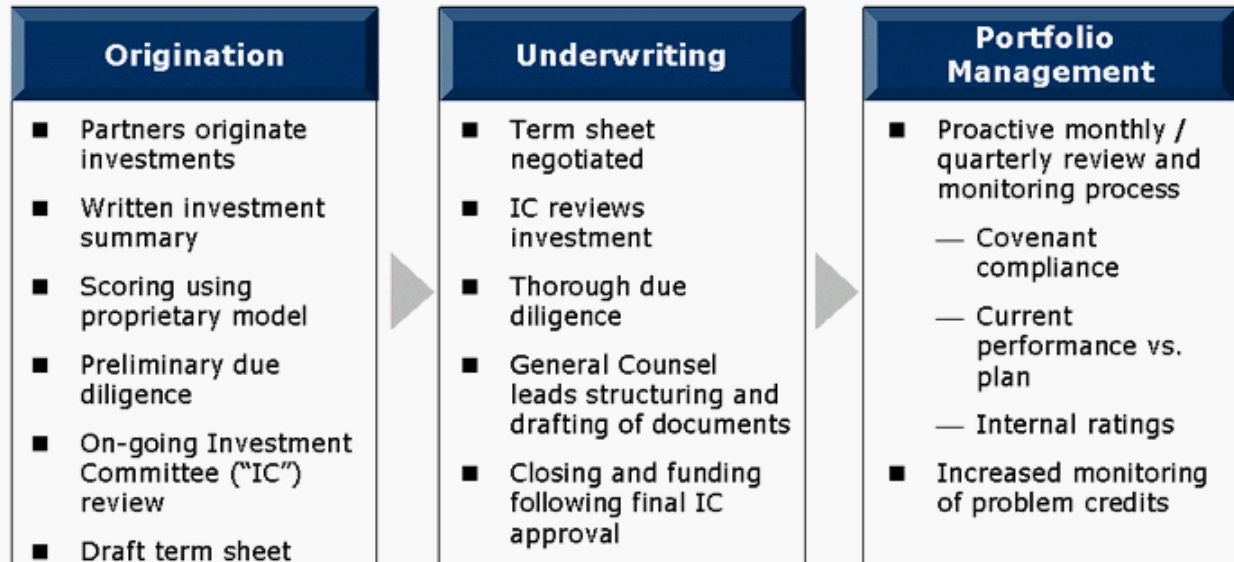 Origination
■ Partners originate
investments
■ Written investment
summary
■ Scoring using
proprietary model
■ Preliminary due
diligence
■ On-going Investment
Committee (“IC”)
review
■ Draft term sheet
Underwriting
■ Term sheet
negotiated
■ IC reviews
investment
■ Thorough due
diligence
■ General Counsel
leads structuring and
drafting of documents
■ Closing and funding
following final IC
approval
Portfolio
Management
■ Proactive monthly /
quarterly review and
monitoring process
— Covenant
compliance
— Current
performance vs.
plan
— Internal ratings
■ Increased monitoring
of problem credits